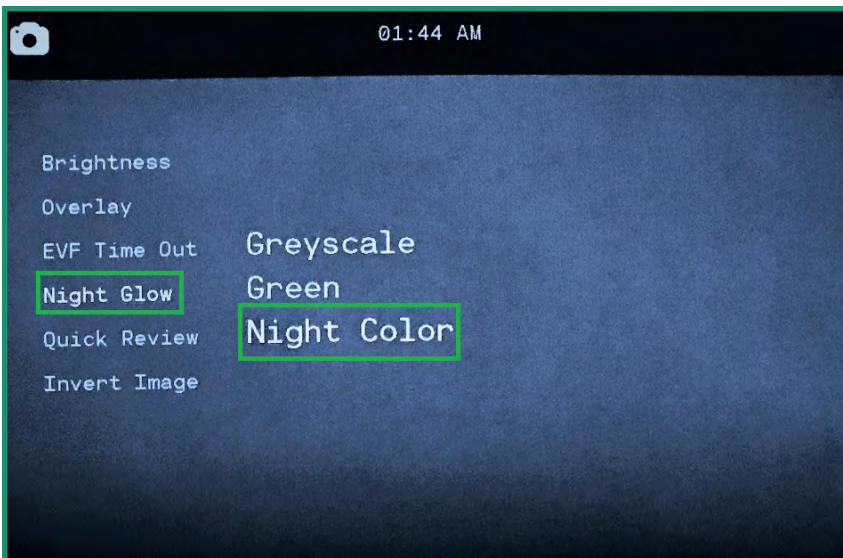 01:44 AM
Brightness
Overlay
EVF Time Out
Night Glow
Quick Review
Invert Image
Greyscale
Green
Night Color